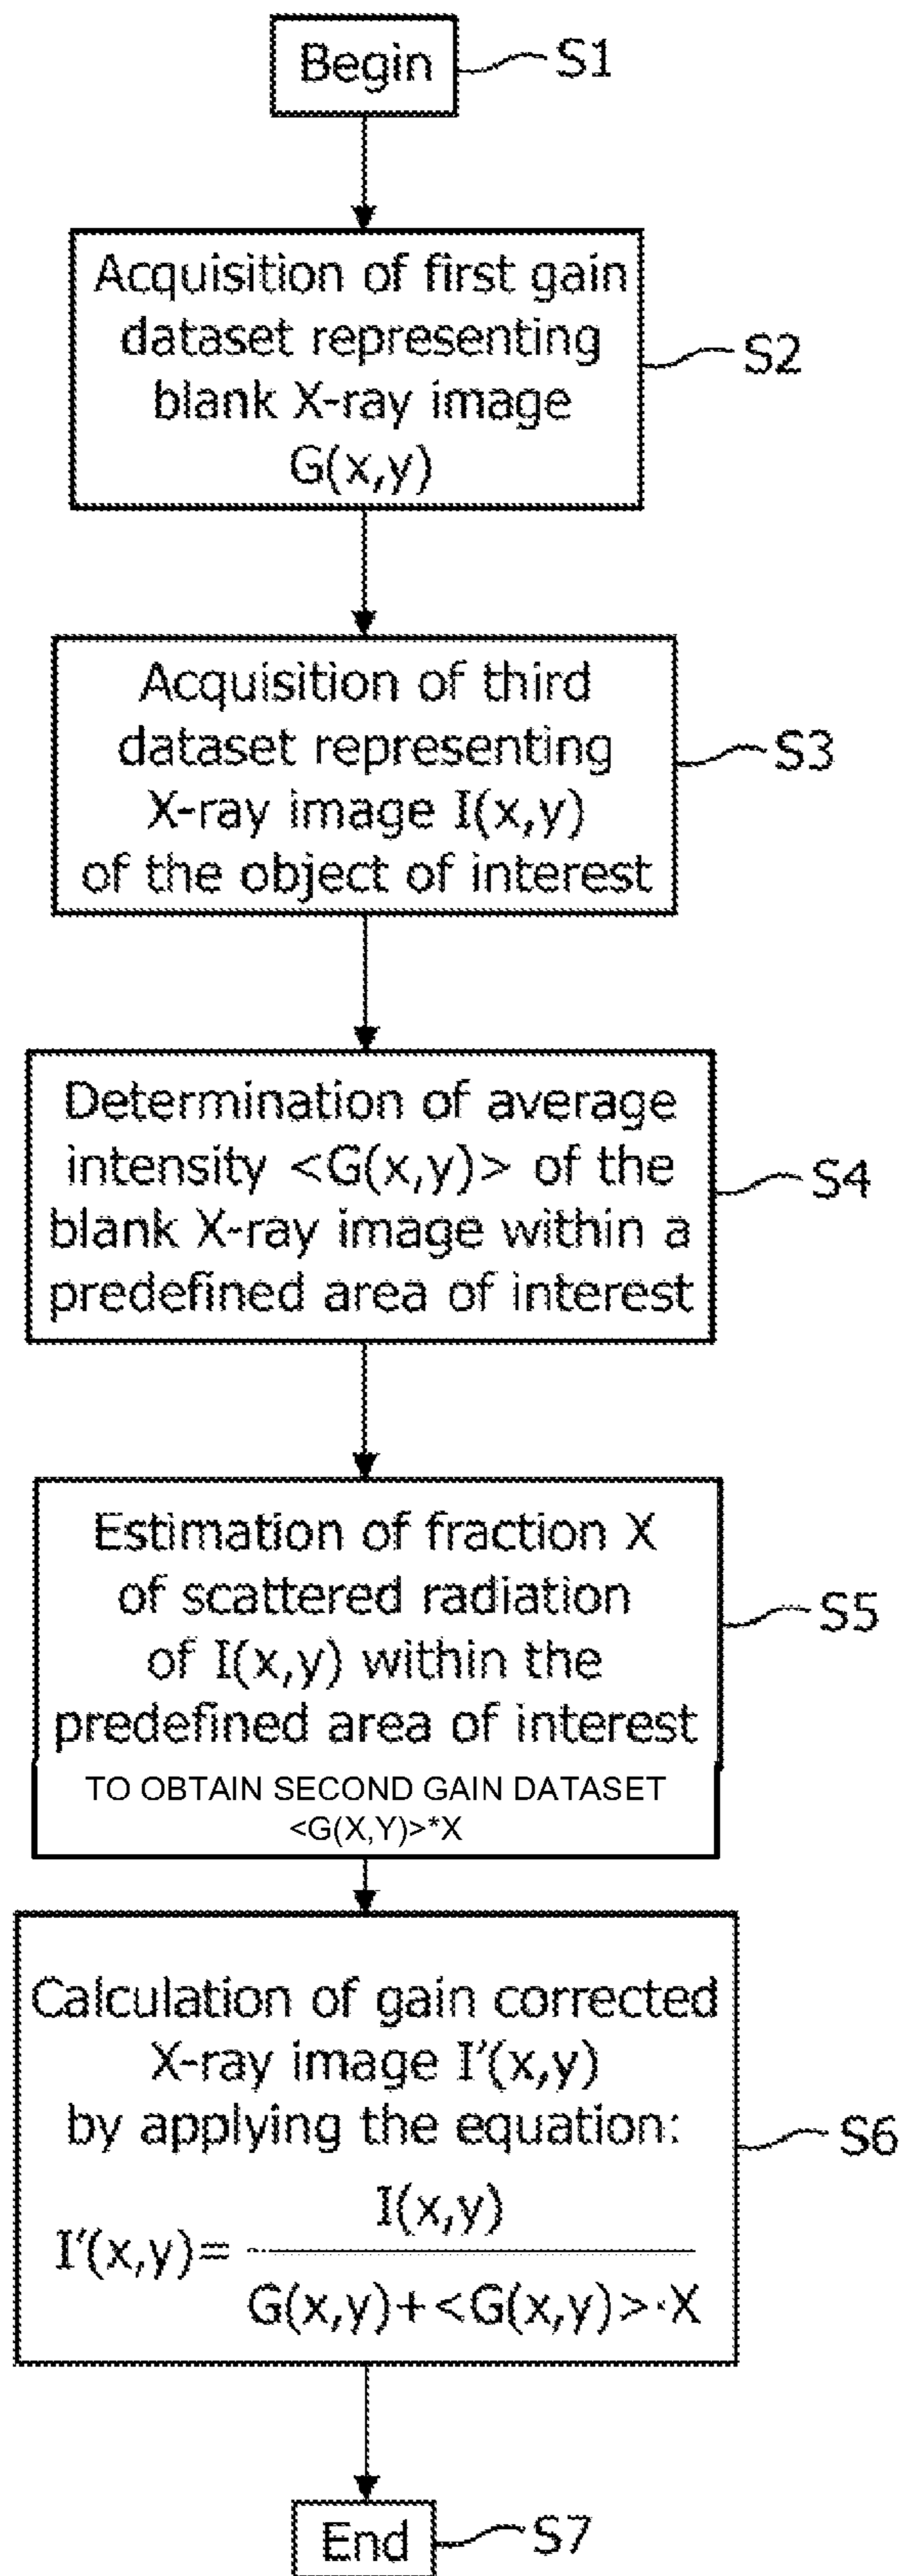 Begin
S1
Acquisition of first gain
dataset representing
blank X-ray image
G(x,y)
S2
Acquisition of third
dataset representing
X-ray image I(x,y)
of the object of interest
S3
Determination of average
intensity <G(x,y)> of the
blank X-ray image within a
predefined area of interest
S4
Estimation of fraction X
of scattered radiation
of I(x,y) within the
predefined area of interest
TO OBTAIN SECOND GAIN DATASET
<G(X,Y)>*X
S5
Calculation of gain corrected
X-ray image I'(x,y)
by applying the equation:
I'(x,y)=
I(x,y)
G(x,y)+<G(x,y)>·X
S6
End
S7